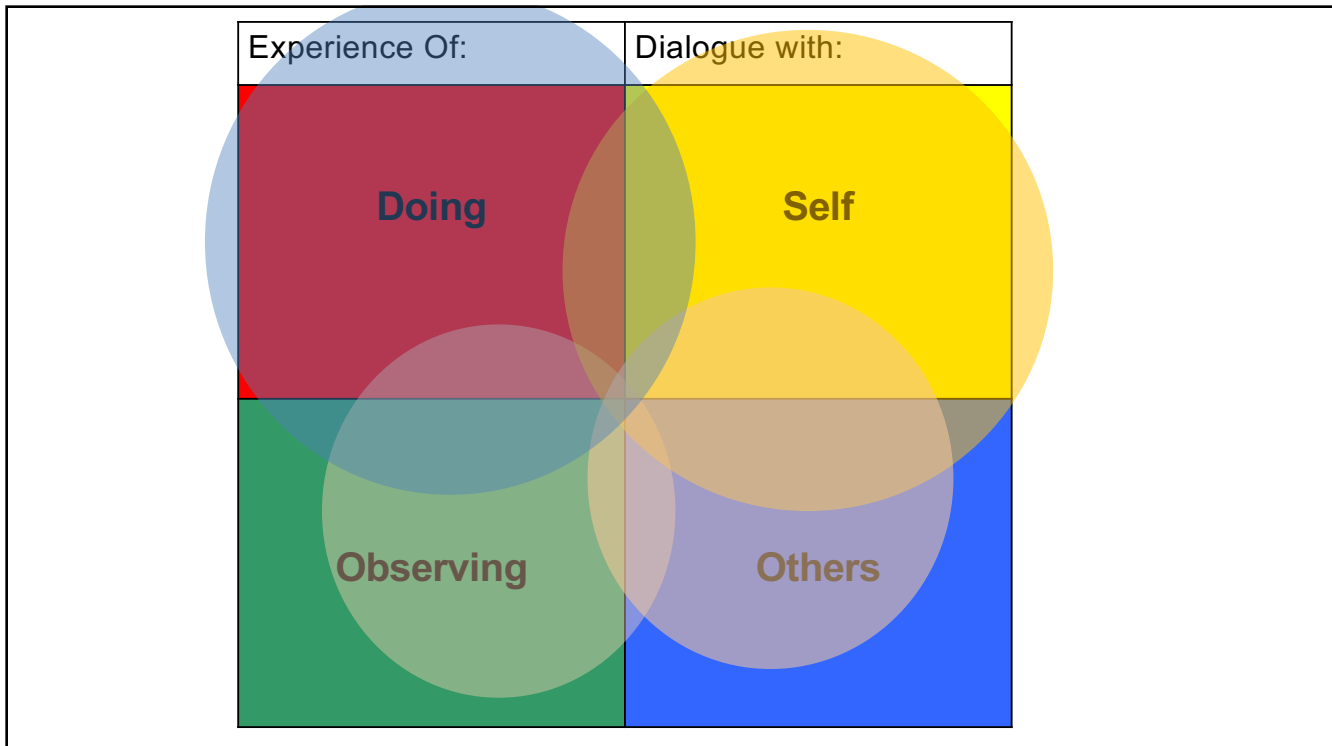 Experience Of:
Dialogue with:
Doing
Self
Observing
Others